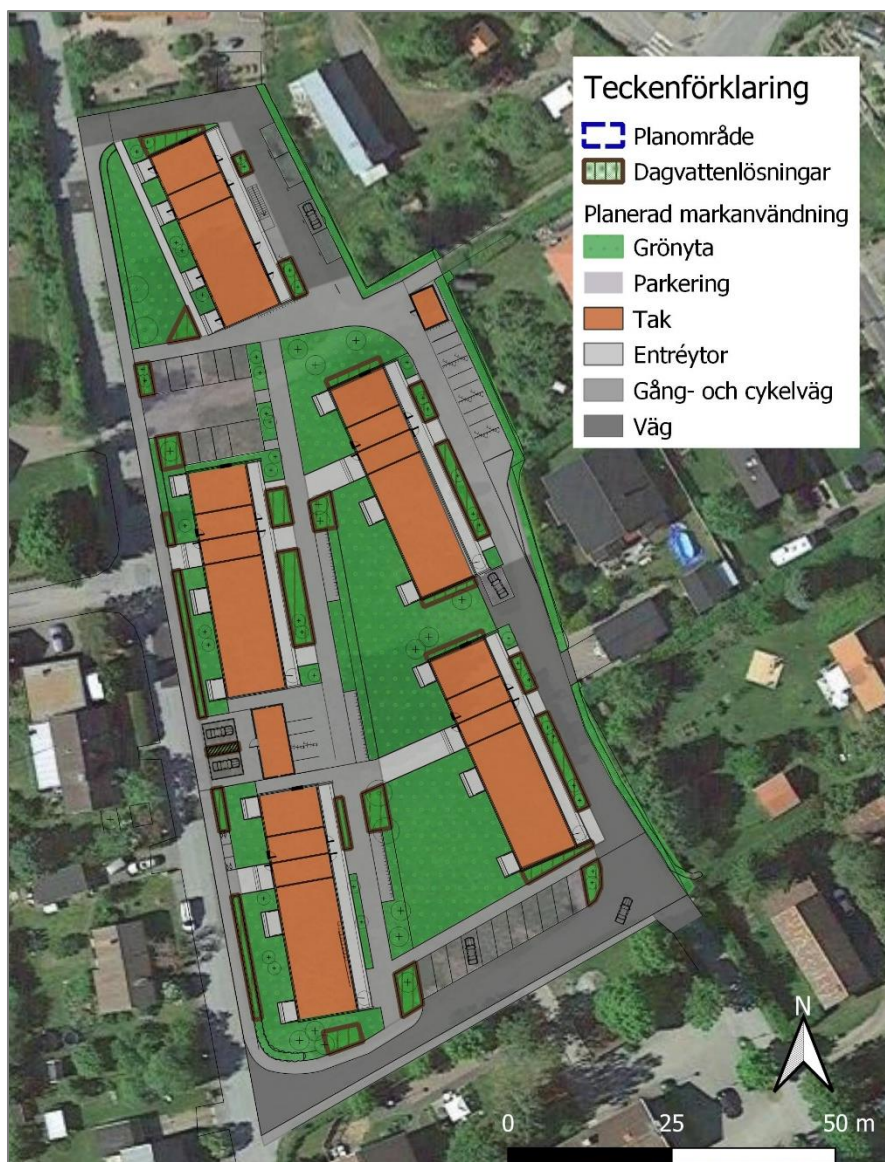 Teckenförklaring
Planområde
Dagvattenlösningar
Planerad markanvändning
Grönyta
Parkering
Tak
Entréytor
Gång- och cykelväg
Väg
N
0 25 50 m